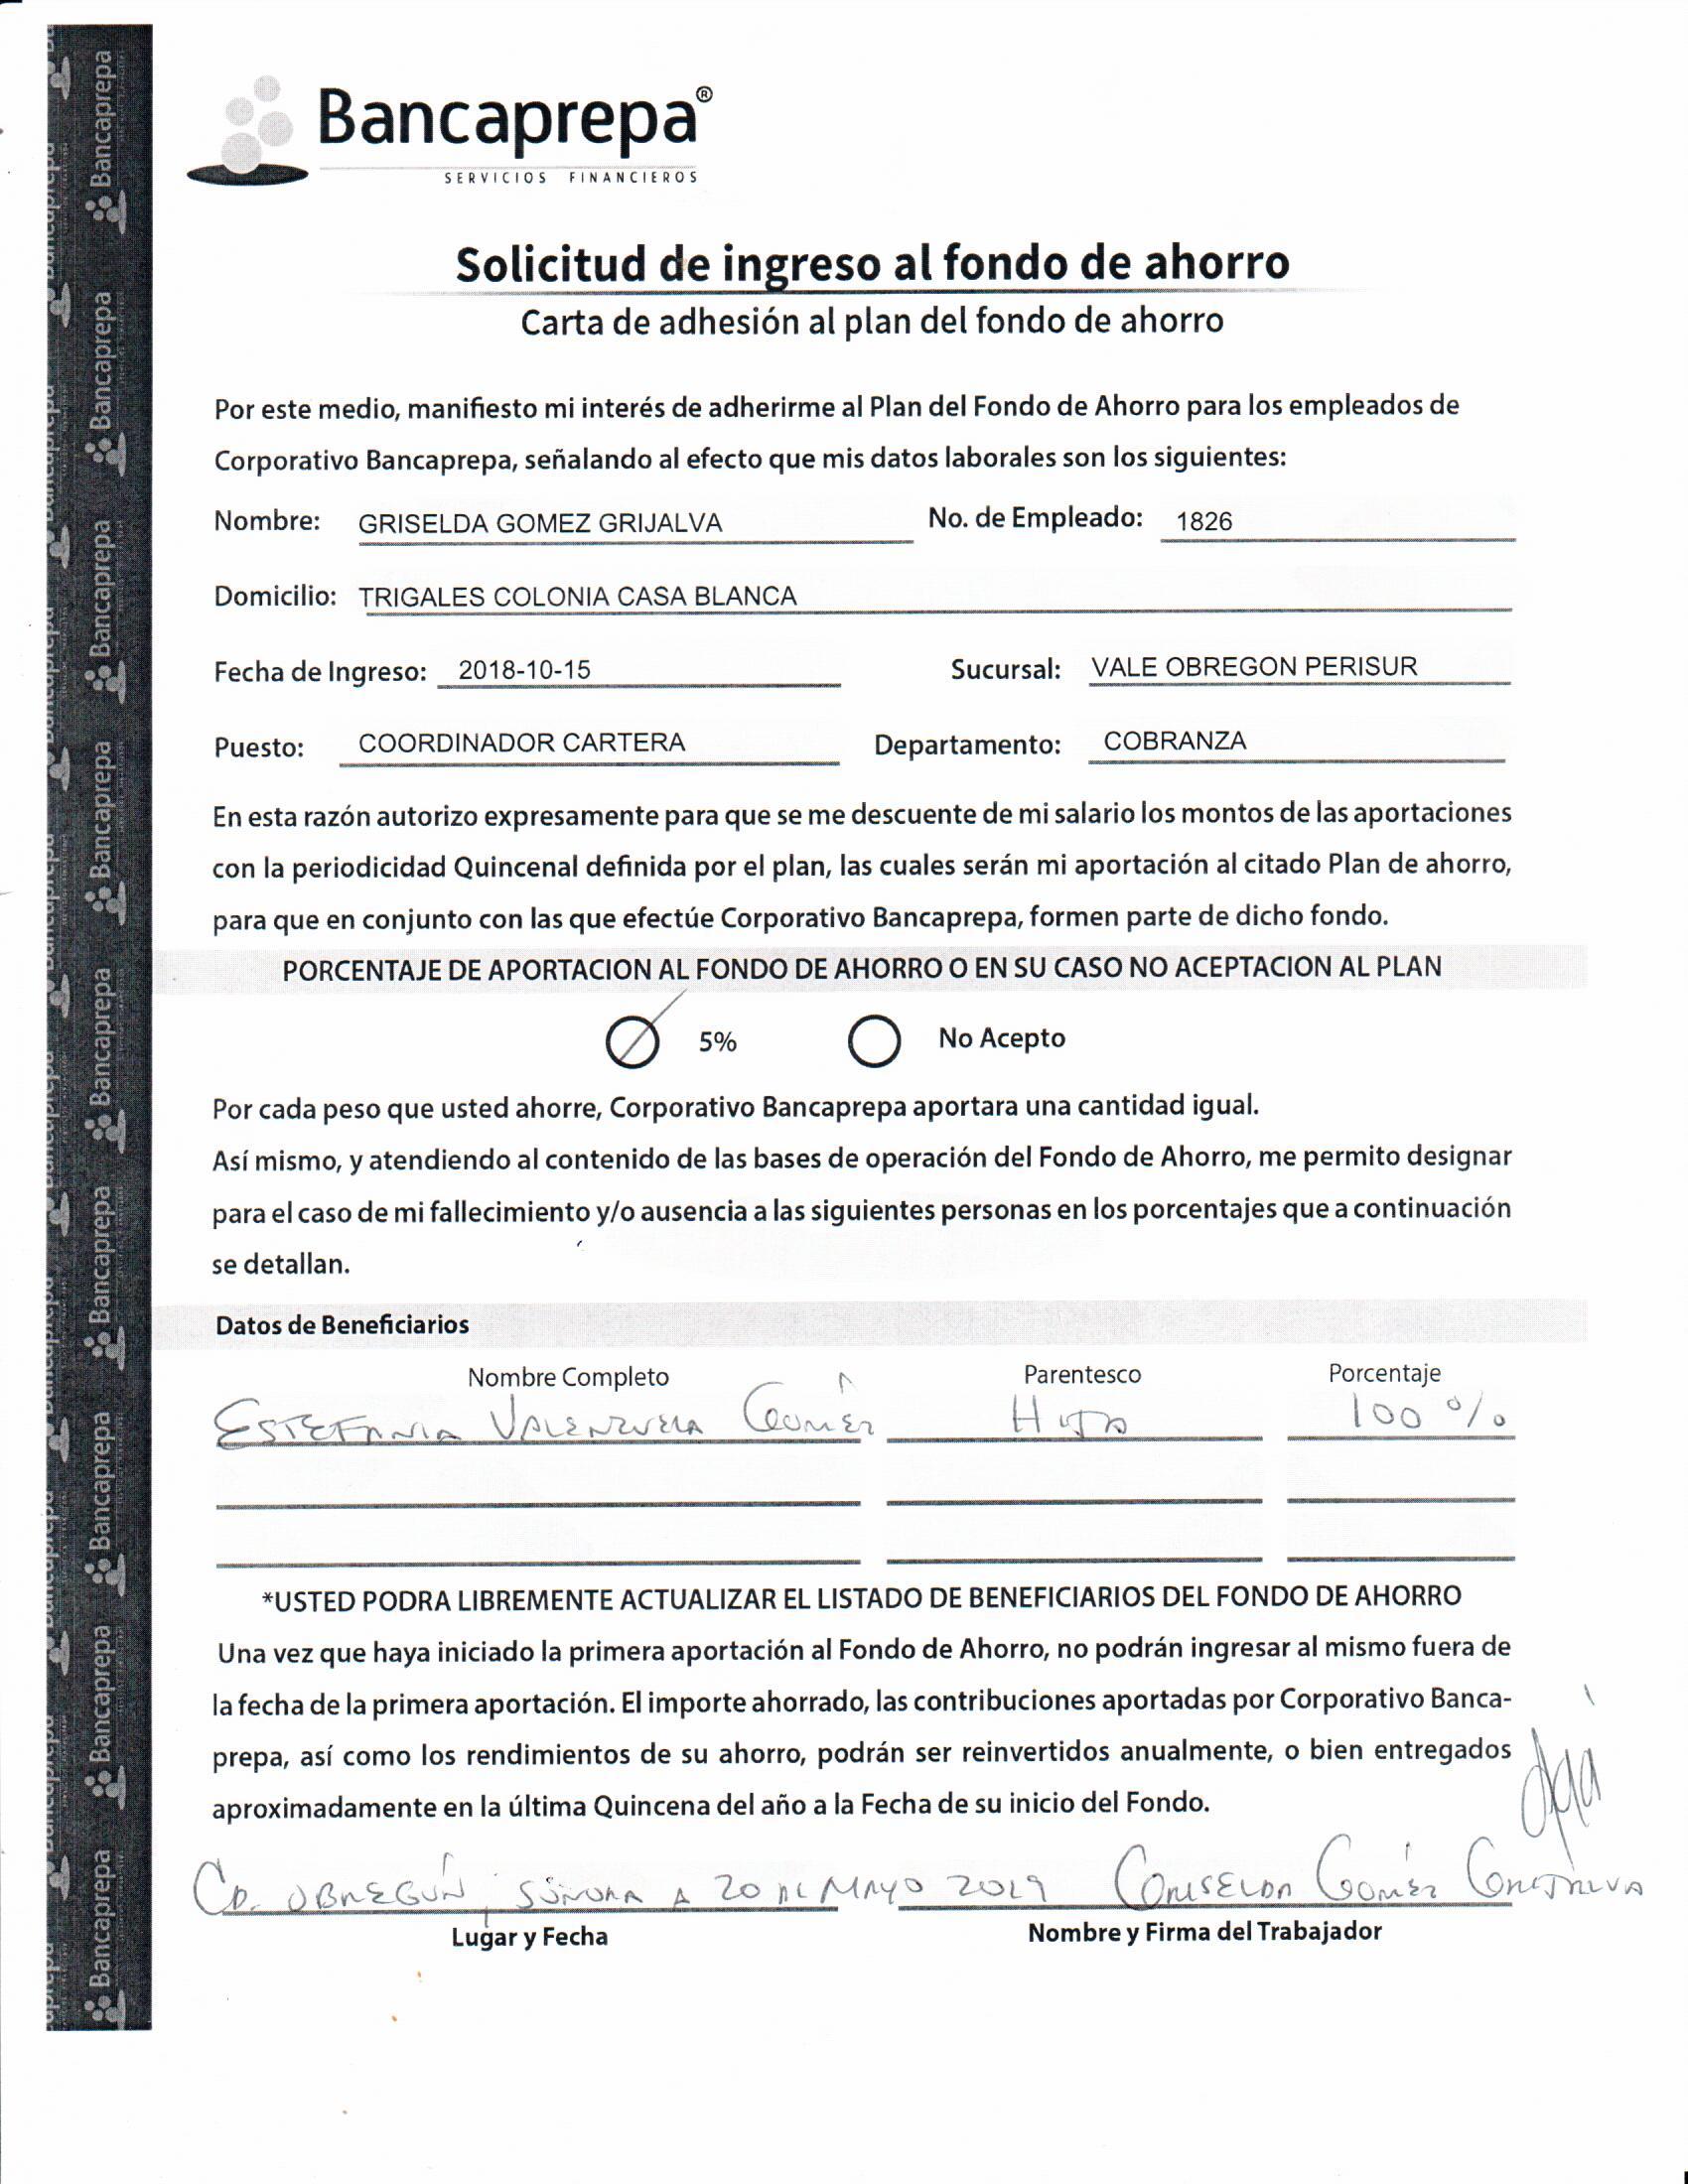 Bancaprepa®
SERVICIOS FINANCIEROS
Solicitud de ingreso al fondo de ahorro
Carta de adhesión al plan del fondo de ahorro
Por este medio, manifiesto mi interés de adherirme al Plan del Fondo de Ahorro para los empleados de
Corporativo Bancaprepa, señalando al efecto que mis datos laborales son los siguientes:
Nombre: GRISELDA GOMEZ GRIJALVA No. de Empleado: 1826
Domicilio: TRIGALES COLONIA CASA BLANCA
Fecha de Ingreso: 2018-10-15 Sucursal: VALE OBREGON PERISUR
Puesto: COORDINADOR CARTERA Departamento: COBRANZA
En esta razón autorizo expresamente para que se me descuente de mi salario los montos de las aportaciones
con la periodicidad Quincenal definida por el plan, las cuales serán mi aportación al citado Plan de ahorro,
para que en conjunto con las que efectúe Corporativo Bancaprepa, formen parte de dicho fondo.
PORCENTAJE DE APORTACION AL FONDO DE AHORRO O EN SU CASO NO ACEPTACION AL PLAN
5% No Acepto
Por cada peso que usted ahorre, Corporativo Bancaprepa aportara una cantidad igual.
Así mismo, y atendiendo al contenido de las bases de operación del Fondo de Ahorro, me permito designar
para el caso de mi fallecimiento y/o ausencia a las siguientes personas en los porcentajes que a continuación
se detallan.
Datos de Beneficiarios
Nombre Completo Parentesco Porcentaje
ESTEFANIA VALENZUELA GOMEZ HIJA 100 %
*USTED PODRA LIBREMENTE ACTUALIZAR EL LISTADO DE BENEFICIARIOS DEL FONDO DE AHORRO
Una vez que haya iniciado la primera aportación al Fondo de Ahorro, no podrán ingresar al mismo fuera de
la fecha de la primera aportación. El importe ahorrado, las contribuciones aportadas por Corporativo Banca-
prepa, así como los rendimientos de su ahorro, podrán ser reinvertidos anualmente, o bien entregados
aproximadamente en la última Quincena del año a la Fecha de su inicio del Fondo.
CD. OBREGÓN, SONORA A 20 DE MAYO 2019 GRISELDA GOMEZ GRIJALVA
Lugar y Fecha Nombre y Firma del Trabajador